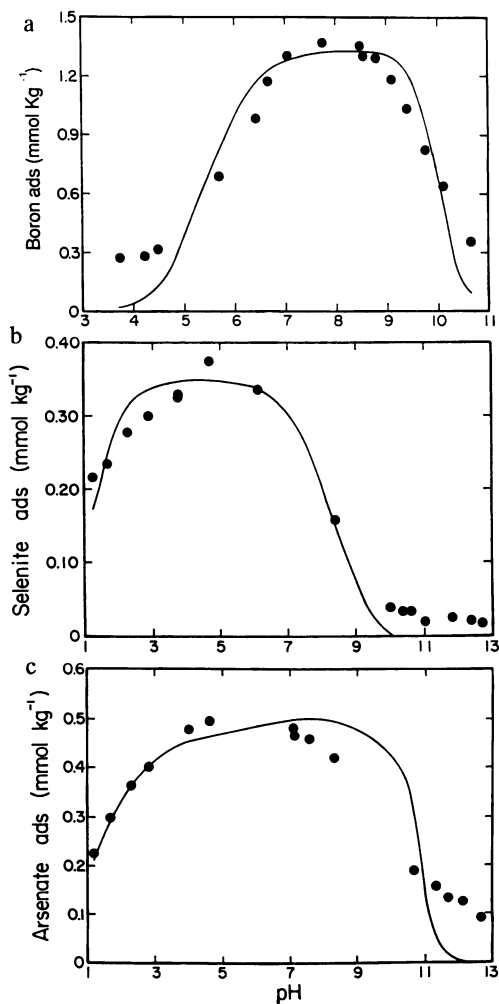 a
Boron ads (mmol Kg⁻¹)
1.5
1.2
0.9
0.6
0.3
0
3 4 5 6 7 8 9 10 11
b
Selenite ads (mmol kg⁻¹)
0.40
0.30
0.20
0.10
0
1 3 5 7 9 11 13
c
Arsenate ads (mmol kg⁻¹)
0.6
0.5
0.4
0.3
0.2
0.1
0
1 3 5 7 9 11 13
pH